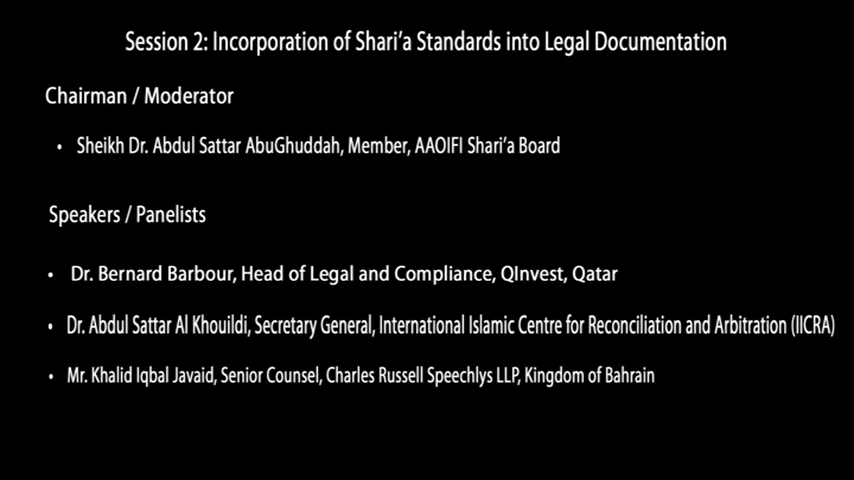 Session 2: Incorporation of Shari'a Standards into Legal Documentation
Chairman / Moderator
• Sheikh Dr. Abdul Sattar AbuGhuddah, Member, AAOIFI Shari'a Board
Speakers / Panelists
• Dr. Bernard Barbour, Head of Legal and Compliance, QInvest, Qatar
• Dr. Abdul Sattar Al Khouildi, Secretary General, International Islamic Centre for Reconciliation and Arbitration (IICRA)
• Mr. Khalid Iqbal Javaid, Senior Counsel, Charles Russell Speechlys LLP, Kingdom of Bahrain